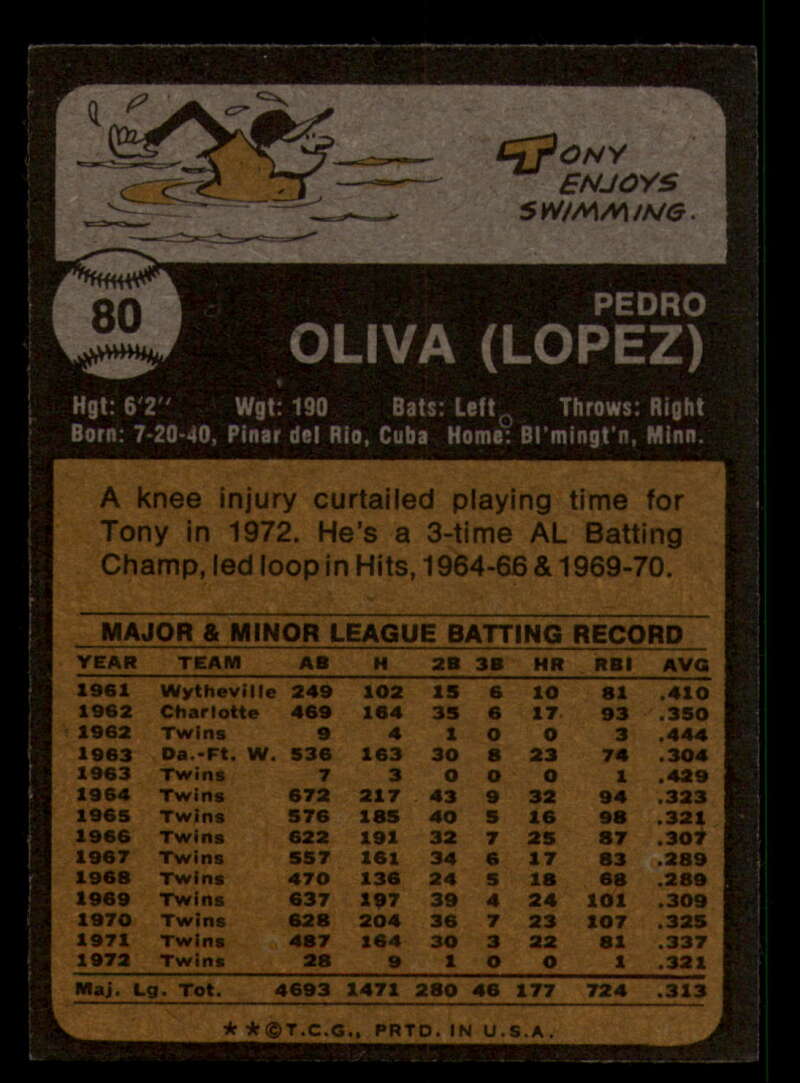 TONY
ENJOYS
SWIMMING.
80
PEDRO
OLIVA (LOPEZ)
Hgt: 6'2" Wgt: 190 Bats: Left Throws: Right
Born: 7-20-40, Pinar del Rio, Cuba Home: Bl'mingt'n, Minn.
A knee injury curtailed playing time for
Tony in 1972. He's a 3-time AL Batting
Champ, led loop in Hits, 1964-66 & 1969-70.
MAJOR & MINOR LEAGUE BATTING RECORD
YEAR TEAM AB H 2B 3B HR RBI AVG
1961 Wytheville 249 102 15 6 10 81 .410
1962 Charlotte 469 164 35 6 17 93 .350
1962 Twins 9 4 1 0 0 3 .444
1963 Da.-Ft. W. 536 163 30 8 23 74 .304
1963 Twins 7 3 0 0 0 1 .429
1964 Twins 672 217 43 9 32 94 .323
1965 Twins 576 185 40 5 16 98 .321
1966 Twins 622 191 32 7 25 87 .307
1967 Twins 557 161 34 6 17 83 .289
1968 Twins 470 136 24 5 18 68 .289
1969 Twins 637 197 39 4 24 101 .309
1970 Twins 628 204 36 7 23 107 .325
1971 Twins 487 164 30 3 22 81 .337
1972 Twins 28 9 1 0 0 1 .321
Maj. Lg. Tot. 4693 1471 280 46 177 724 .313
★ ★ © T.C.G., PRTD. IN U.S.A.